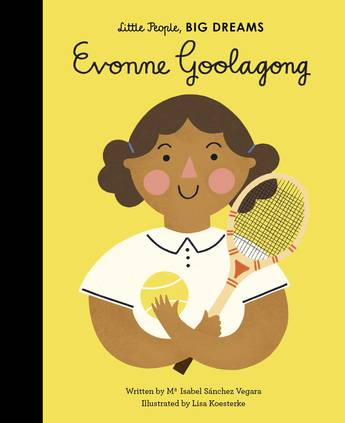 Little People, BIG DREAMS
Evonne Goolagong
Written by Mª Isabel Sánchez Vegara
Illustrated by Lisa Koesterke